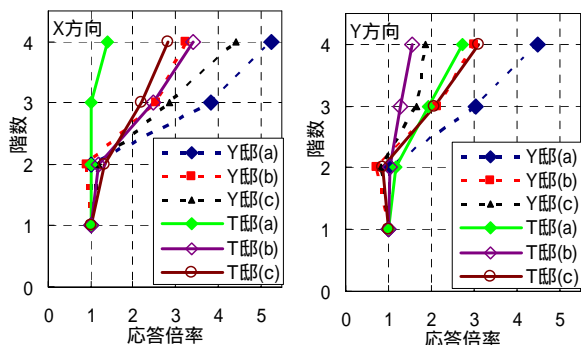 X方向
4
3
2
1
0
階数
Y邸(a)
Y邸(b)
Y邸(c)
T邸(a)
T邸(b)
T邸(c)
0 1 2 3 4 5
応答倍率
Y方向
4
3
2
1
0
階数
Y邸(a)
Y邸(b)
Y邸(c)
T邸(a)
T邸(b)
T邸(c)
0 1 2 3 4 5
応答倍率